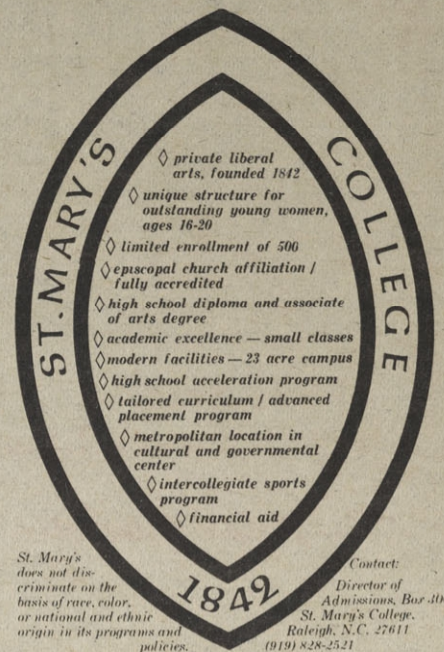 ST. MARY'S
COLLEGE
◊ private liberal
arts, founded 1842
◊ unique structure for
outstanding young women,
ages 16-20
◊ limited enrollment of 500
◊ episcopal church affiliation /
fully accredited
◊ high school diploma and associate
of arts degree
◊ academic excellence — small classes
◊ modern facilities — 23 acre campus
◊ high school acceleration program
◊ tailored curriculum / advanced
placement program
◊ metropolitan location in
cultural and governmental
center
◊ intercollegiate sports
program
◊ financial aid
1842
St. Mary's
does not dis-
criminate on the
basis of race, color,
or national and ethnic
origin in its programs and
policies.
Contact:
Director of
Admissions, Box
St. Mary's College,
Raleigh, N.C. 27611
(919) 828-2521